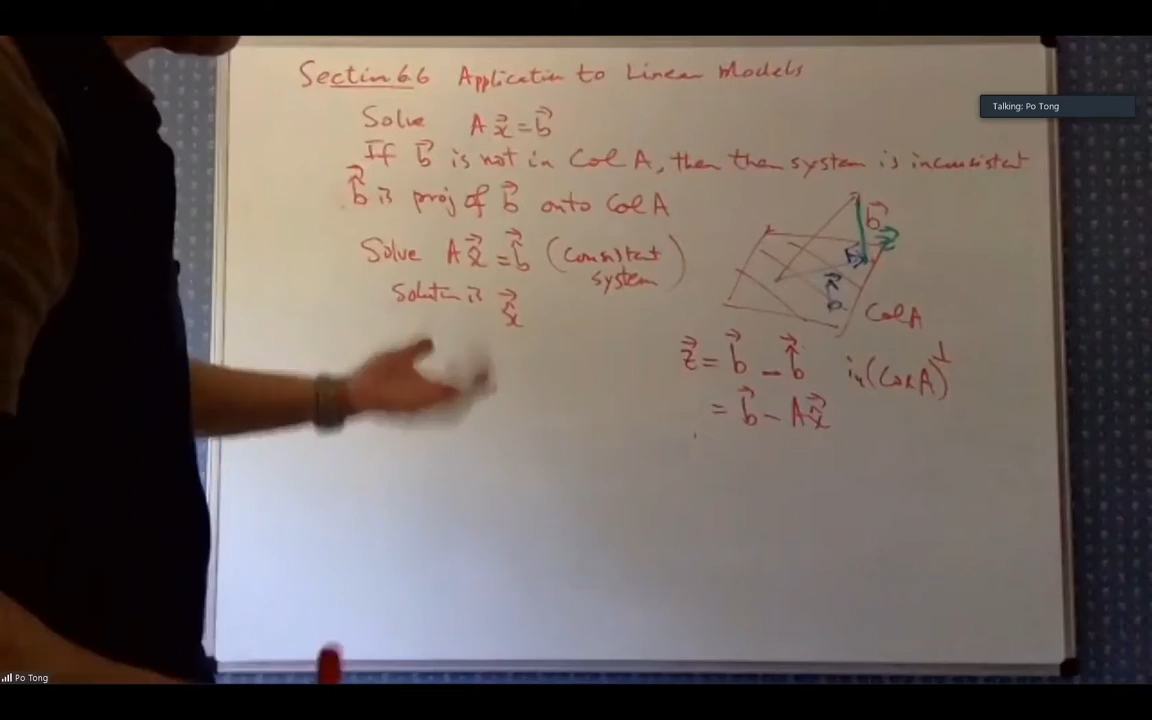 Section 6.6 Application to Linear Models
Talking: Po Tong
Solve A x⃗ = b⃗
If b⃗ is not in Col A, then then system is inconsistent
b̂⃗ is proj of b⃗ onto Col A
Solve A x̂⃗ = b̂⃗ (Consistent system)
Solution is x̂⃗
b⃗
z⃗
b̂⃗
Col A
z⃗ = b⃗ - b̂⃗ in (Col A)⊥
= b⃗ - A x̂⃗
Po Tong